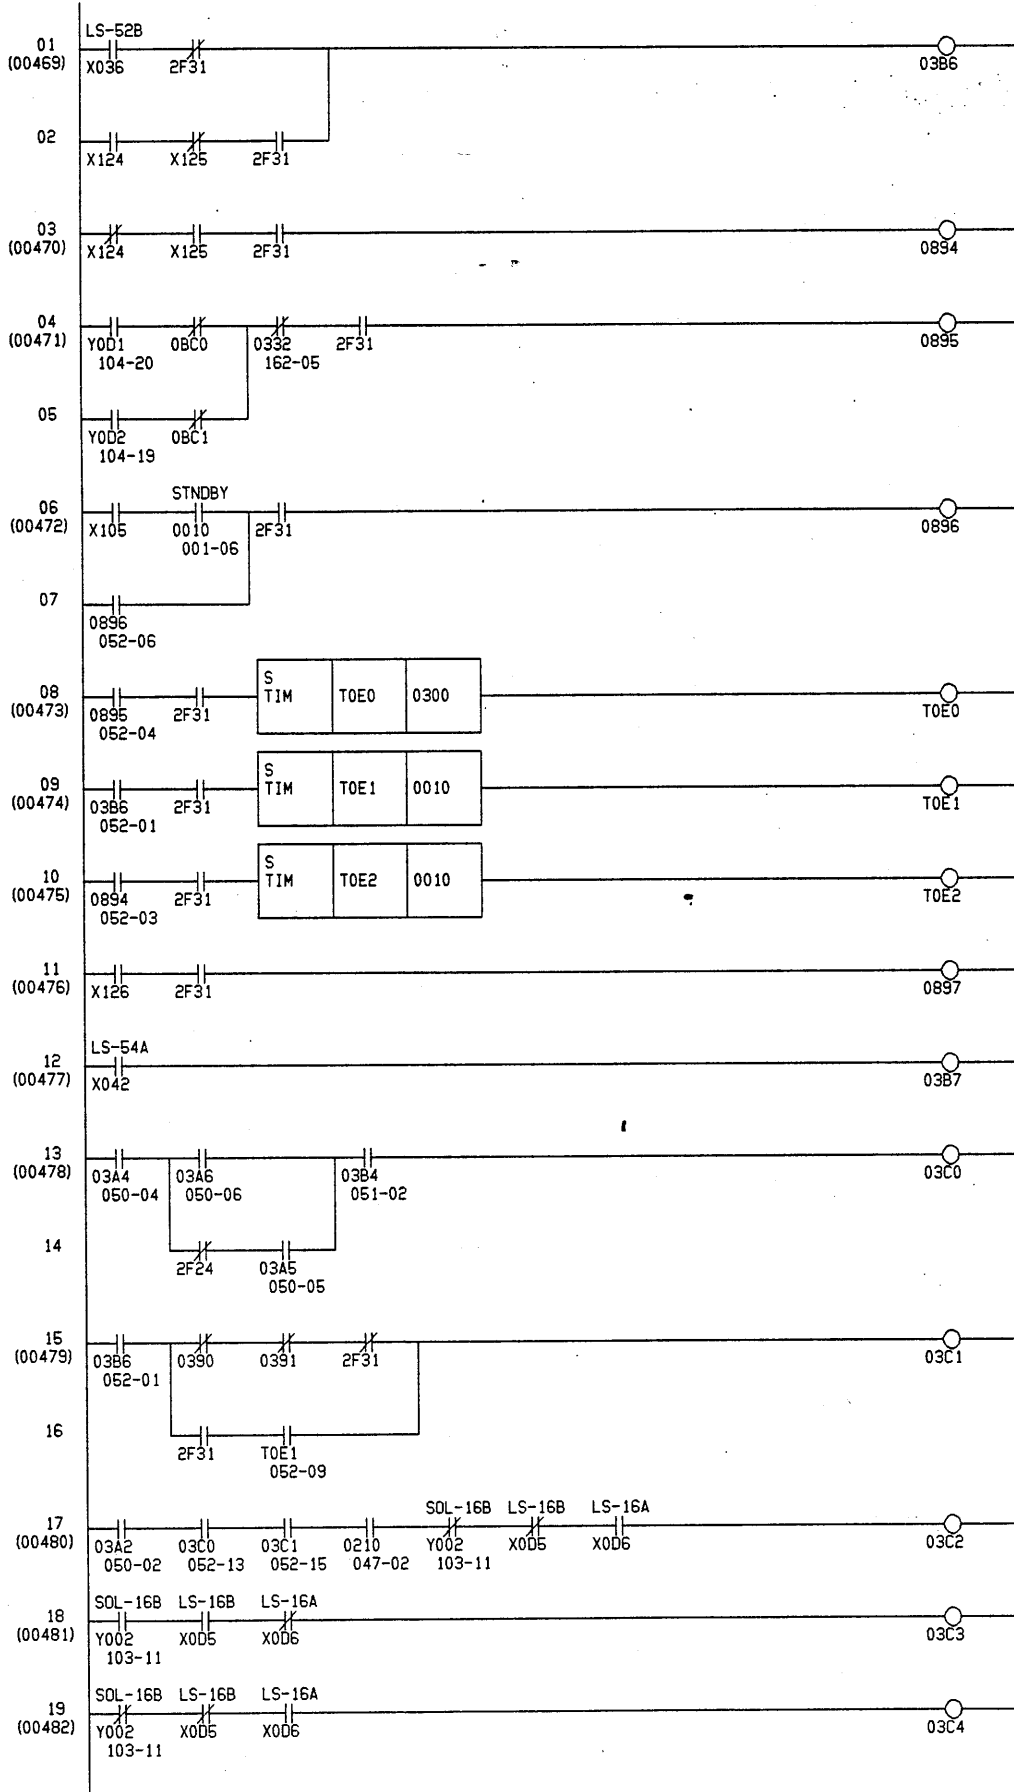 LS-52B
01
(00469) X036 2F31 03B6
02
X124 X125 2F31
03
(00470) X124 X125 2F31 0894
04
(00471) Y0D1 0BC0 0332 2F31 0895
104-20 162-05
05
Y0D2 0BC1
104-19
STNDBY
06
(00472) X105 0010 2F31 0896
001-06
07
0896
052-06
S
08 TIM T0E0 0300
(00473) 0895 2F31 T0E0
052-04
S
09 TIM T0E1 0010
(00474) 03B6 2F31 T0E1
052-01
S
10 TIM T0E2 0010
(00475) 0894 2F31 T0E2
052-03
11
(00476) X126 2F31 0897
LS-54A
12
(00477) X042 03B7
13
(00478) 03A4 03A6 03B4 03C0
050-04 050-06 051-02
14
2F24 03A5
050-05
15
(00479) 03B6 0390 0391 2F31 03C1
052-01
16
2F31 T0E1
052-09
SOL-16B LS-16B LS-16A
17
(00480) 03A2 03C0 03C1 0210 Y002 X0D5 X0D6 03C2
050-02 052-13 052-15 047-02 103-11
SOL-16B LS-16B LS-16A
18
(00481) Y002 X0D5 X0D6 03C3
103-11
SOL-16B LS-16B LS-16A
19
(00482) Y002 X0D5 X0D6 03C4
103-11